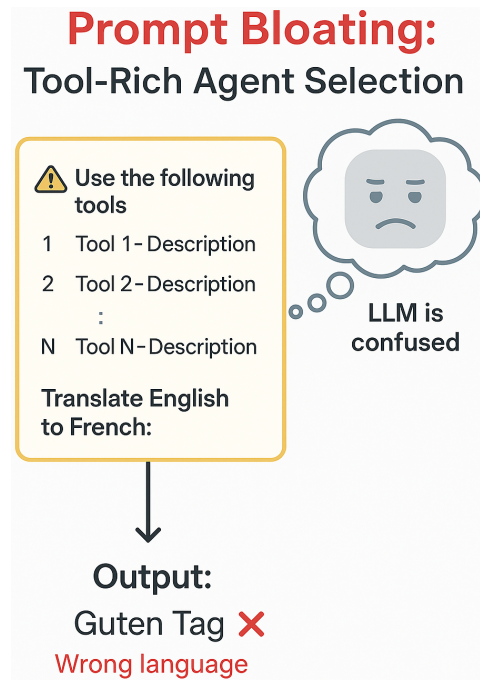 Prompt Bloating:
Tool-Rich Agent Selection
Use the following
tools
1 Tool 1-Description
2 Tool 2-Description
:
N Tool N-Description
Translate English
to French:
LLM is
confused
Output:
Guten Tag ❌
Wrong language